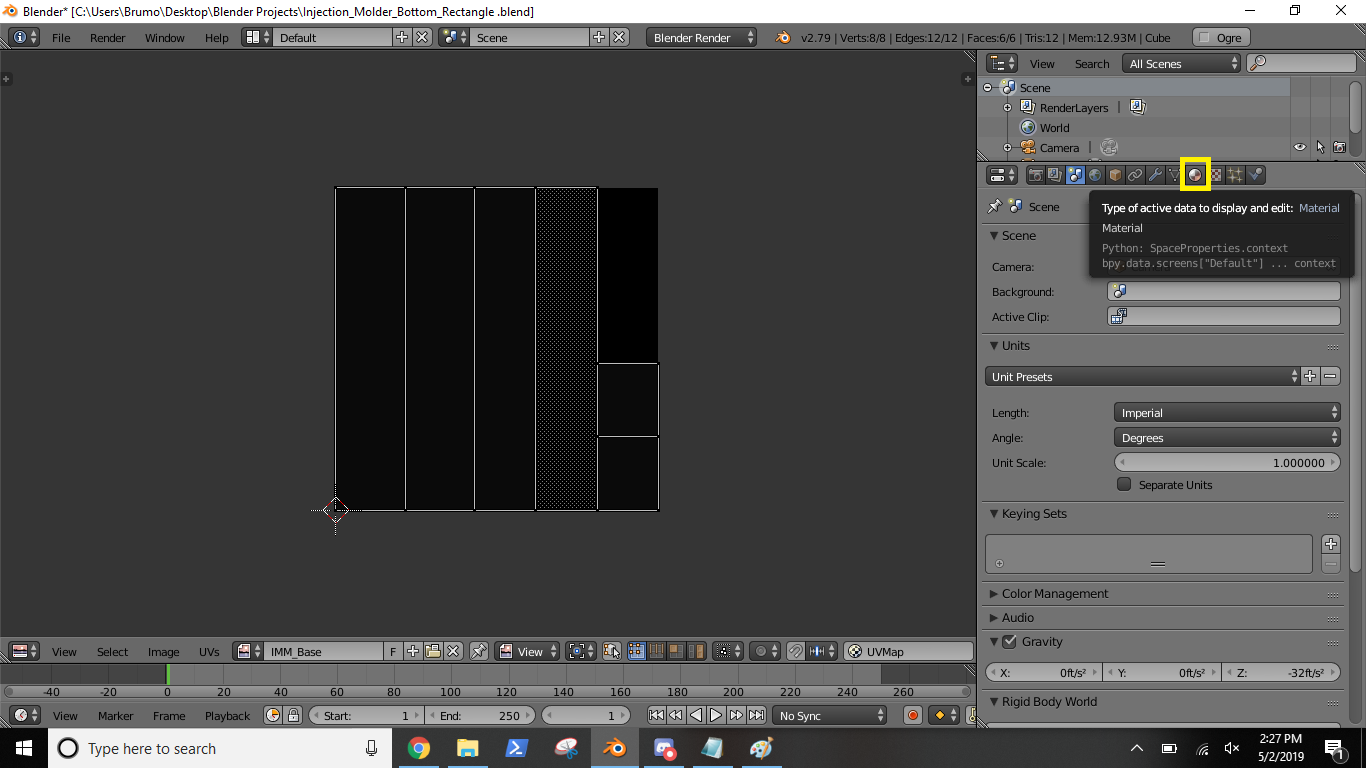 Blender* [C:\Users\Brumo\Desktop\Blender Projects\Injection_Molder_Bottom_Rectangle .blend]
File Render Window Help Default Scene Blender Render v2.79 | Verts:8/8 | Edges:12/12 | Faces:6/6 | Tris:12 | Mem:12.93M | Cube Ogre
View Search All Scenes
Scene
RenderLayers
World
Camera
Scene
Type of active data to display and edit: Material
Material
Python: SpaceProperties.context
bpy.data.screens["Default"] ... context
Scene
Camera:
Background:
Active Clip:
Units
Unit Presets
Length: Imperial
Angle: Degrees
Unit Scale: 1.000000
Separate Units
Keying Sets
Color Management
Audio
Gravity
X: 0ft/s² Y: 0ft/s² Z: -32ft/s²
Rigid Body World
View Select Image UVs IMM_Base F View UVMap
-40 -20 0 20 40 60 80 100 120 140 160 180 200 220 240 260
View Marker Frame Playback Start: 1 End: 250 1 No Sync
Type here to search
2:27 PM
5/2/2019
1